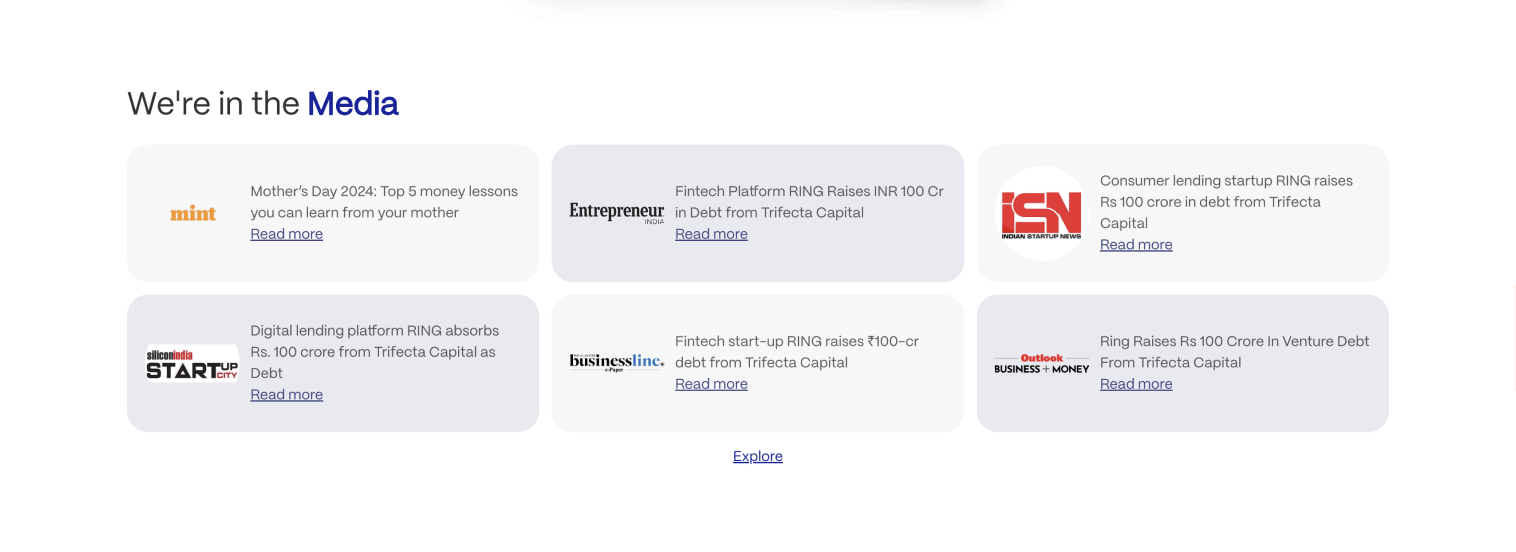 We're in the Media
mint
Mother's Day 2024: Top 5 money lessons
you can learn from your mother
Read more
Entrepreneur
INDIA
Fintech Platform RING Raises INR 100 Cr
in Debt from Trifecta Capital
Read more
iSN
INDIAN STARTUP NEWS
Consumer lending startup RING raises
Rs 100 crore in debt from Trifecta
Capital
Read more
siliconindia
STARTUP
CITY
Digital lending platform RING absorbs
Rs. 100 crore from Trifecta Capital as
Debt
Read more
businessline.
e-Paper
Fintech start-up RING raises ₹100-cr
debt from Trifecta Capital
Read more
Outlook
BUSINESS + MONEY
Ring Raises Rs 100 Crore In Venture Debt
From Trifecta Capital
Read more
Explore